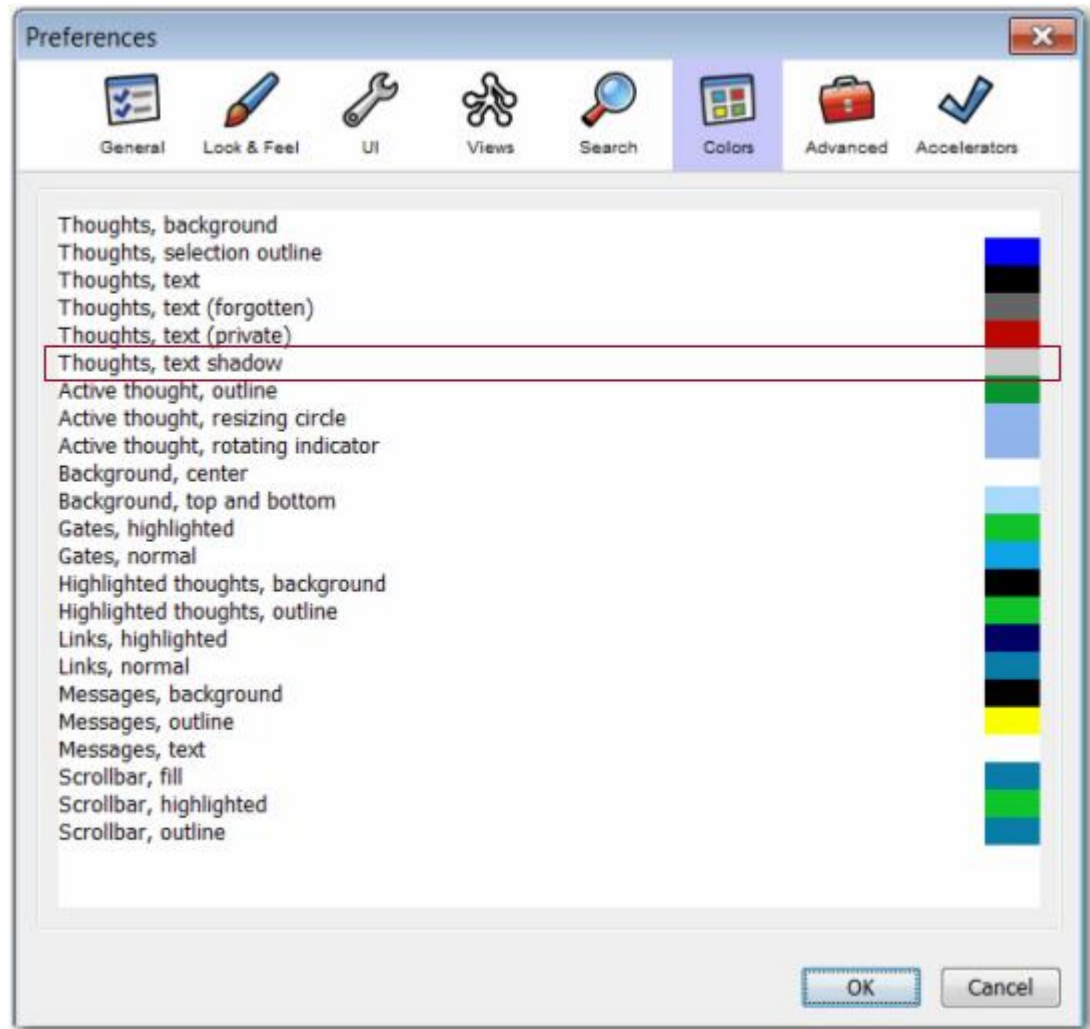 Preferences
General Look & Feel UI Views Search Colors Advanced Accelerators
Thoughts, background
Thoughts, selection outline
Thoughts, text
Thoughts, text (forgotten)
Thoughts, text (private)
Thoughts, text shadow
Active thought, outline
Active thought, resizing circle
Active thought, rotating indicator
Background, center
Background, top and bottom
Gates, highlighted
Gates, normal
Highlighted thoughts, background
Highlighted thoughts, outline
Links, highlighted
Links, normal
Messages, background
Messages, outline
Messages, text
Scrollbar, fill
Scrollbar, highlighted
Scrollbar, outline
OK Cancel